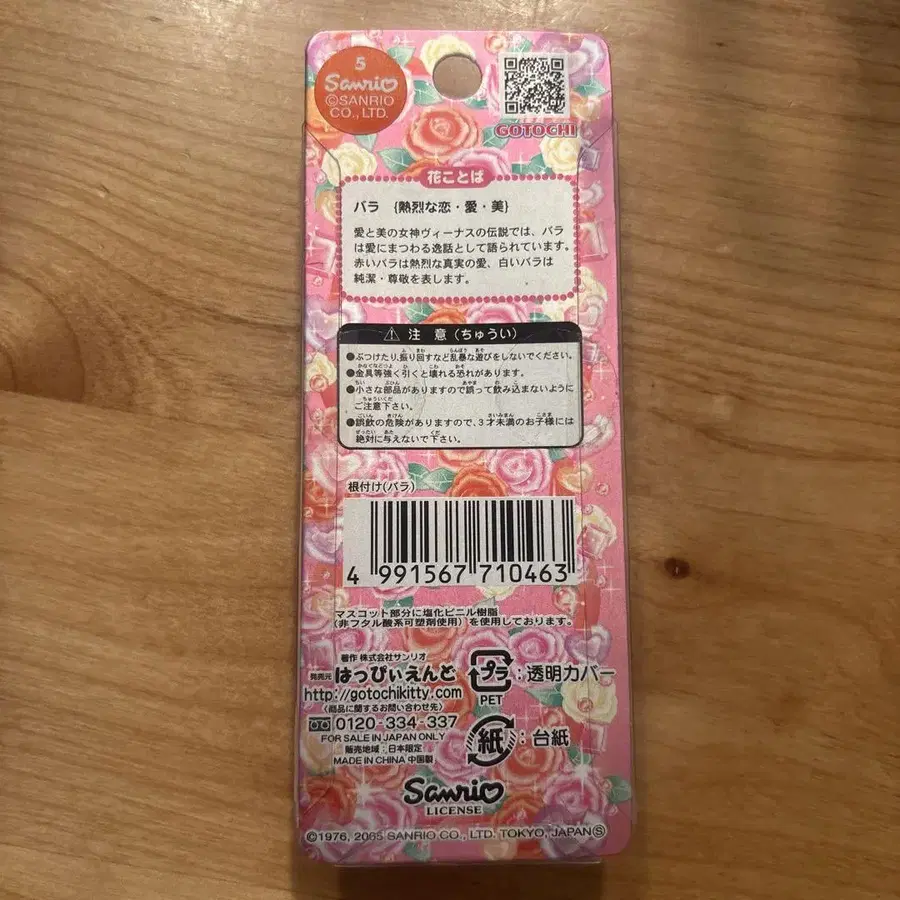 5
Sanrio
©SANRIO
CO., LTD.
GOTOCHI
花ことば
バラ {熱烈な恋・愛・美}
愛と美の女神ヴィーナスの伝説では、バラ
は愛にまつわる逸話として語られています。
赤いバラは熱烈な真実の愛、白いバラは
純潔・尊敬を表します。
⚠ 注 意 (ちゅうい)
●ぶつけたり、振り回すなど乱暴な遊びをしないでください。
●金具等強く引くと壊れる恐れがあります。
●小さな部品がありますので誤って飲み込まないように
ご注意下さい。
●誤飲の危険がありますので、3才未満のお子様には
絶対に与えないで下さい。
根付け(バラ)
4 991567 710463
マスコット部分に塩化ビニル樹脂
(非フタル酸系可塑剤使用)を使用しております。
著作 株式会社サンリオ
発売元 はっぴぃえんど
http://gotochikitty.com
〈商品に関するお問い合わせ先〉
0120-334-337
FOR SALE IN JAPAN ONLY
販売地域:日本限定
MADE IN CHINA 中国製
プラ:透明カバー
PET
紙:台紙
Sanrio
LICENSE
©1976, 2005 SANRIO CO., LTD. TOKYO, JAPAN Ⓢ